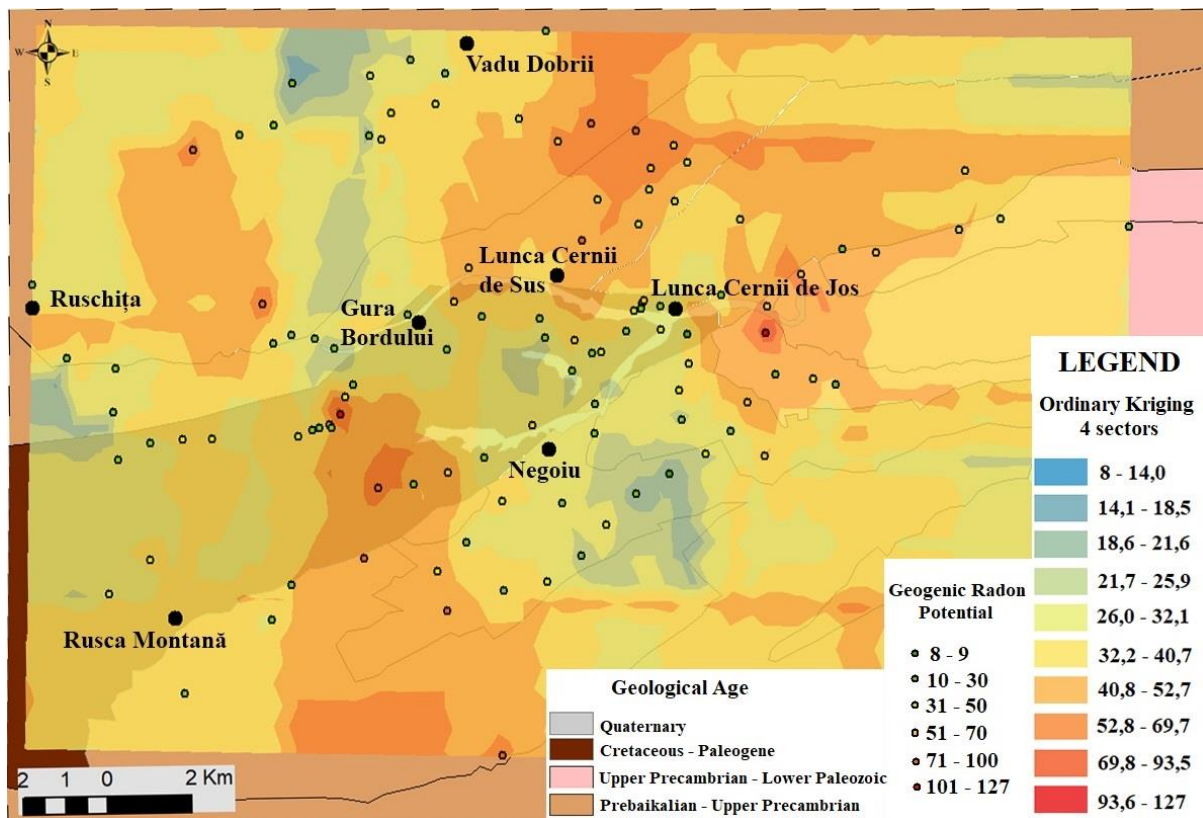 N
W E
S
Vadu Dobrii
Lunca Cernii
de Sus
Lunca Cernii de Jos
Ruschița
Gura
Bordului
Negoiu
Rusca Montană
2 1 0 2 Km
Geological Age
Quaternary
Cretaceous - Paleogene
Upper Precambrian - Lower Paleozoic
Prebaikalian - Upper Precambrian
Geogenic Radon
Potential
8 - 9
10 - 30
31 - 50
51 - 70
71 - 100
101 - 127
LEGEND
Ordinary Kriging
4 sectors
8 - 14,0
14,1 - 18,5
18,6 - 21,6
21,7 - 25,9
26,0 - 32,1
32,2 - 40,7
40,8 - 52,7
52,8 - 69,7
69,8 - 93,5
93,6 - 127